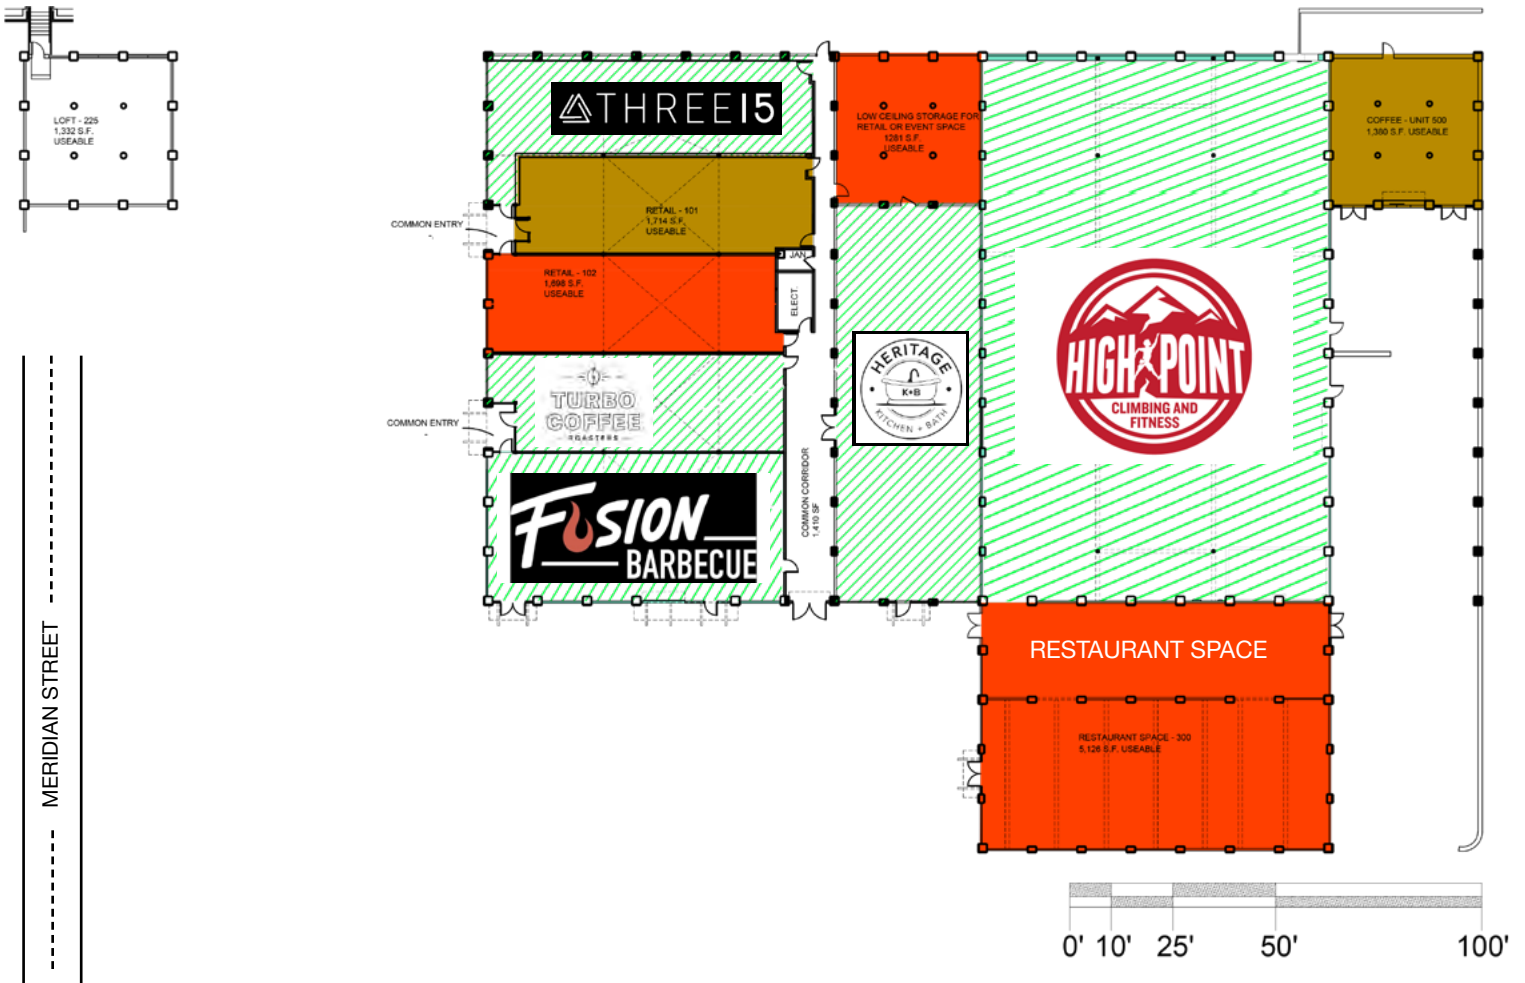 LOFT - 225
1,332 S.F.
USEABLE
THREE15
LOW CEILING STORAGE FOR
RETAIL OR EVENT SPACE
1281 S.F.
USEABLE
COFFEE - UNIT 500
1,380 S.F. USEABLE
RETAIL - 101
1,714 S.F.
USEABLE
COMMON ENTRY
JAN.
RETAIL - 102
1,698 S.F.
USEABLE
ELECT.
HERITAGE
K+B
KITCHEN + BATH
HIGH POINT
CLIMBING AND
FITNESS
TURBO
COFFEE
ROASTERS
COMMON ENTRY
COMMON CORRIDOR
1,410 SF
FUSION
BARBECUE
MERIDIAN STREET
RESTAURANT SPACE
RESTAURANT SPACE - 300
5,126 S.F. USEABLE
0' 10' 25' 50' 100'